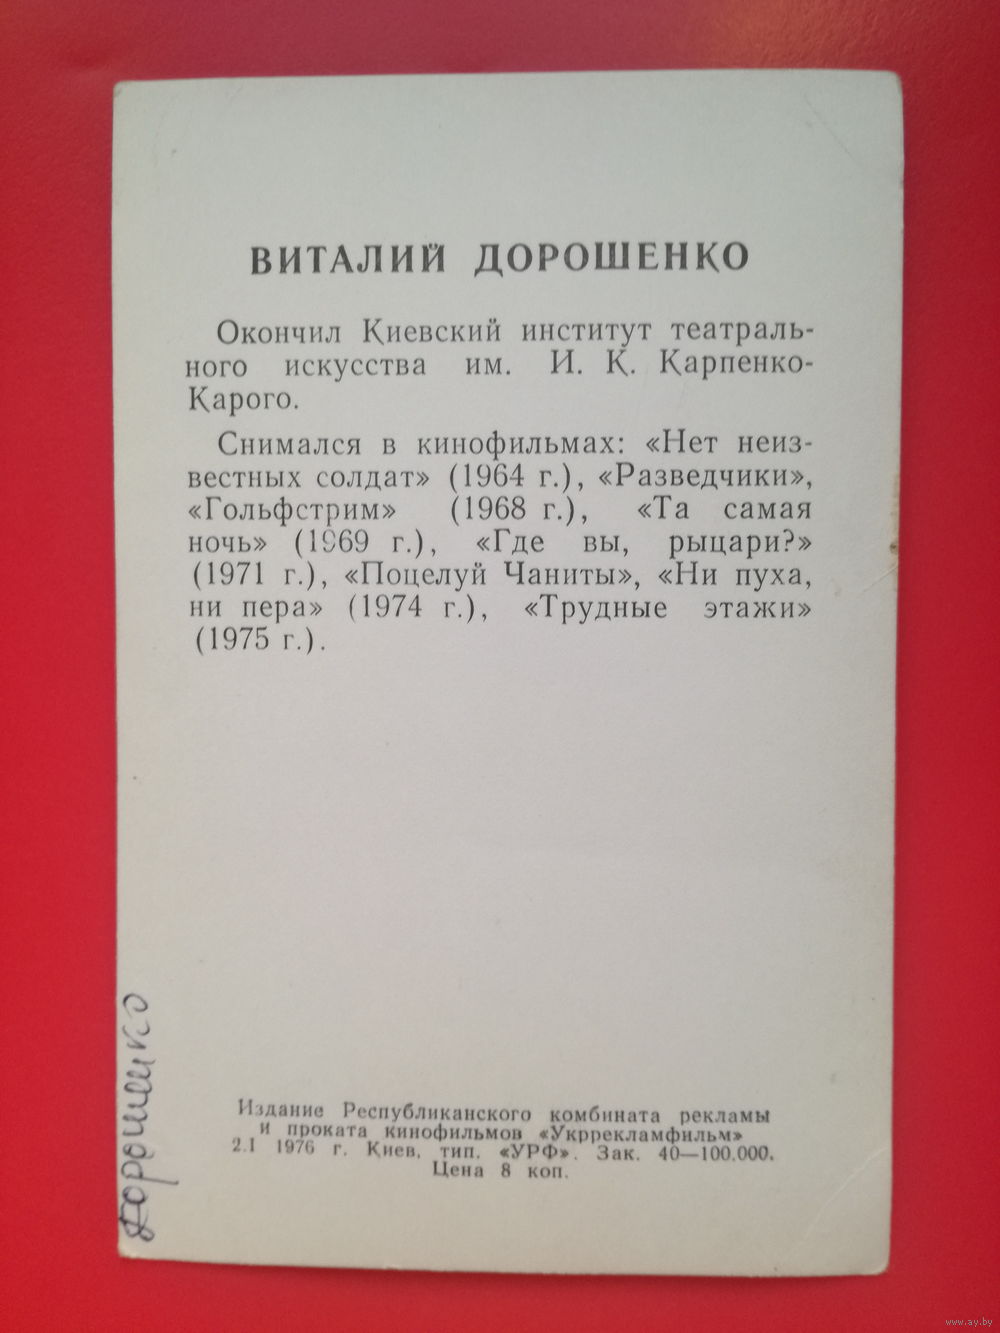 ВИТАЛИЙ ДОРОШЕНКО
Окончил Киевский институт театраль-
ного искусства им. И. К. Карпенко-
Карого.
Снимался в кинофильмах: «Нет неиз-
вестных солдат» (1964 г.), «Разведчики»,
«Гольфстрим» (1968 г.), «Та самая
ночь» (1969 г.), «Где вы, рыцари?»
(1971 г.), «Поцелуй Чаниты», «Ни пуха,
ни пера» (1974 г.), «Трудные этажи»
(1975 г.).
Дорошенко
Издание Республиканского комбината рекламы
и проката кинофильмов «Укррекламфильм»
2.I 1976 г. Киев, тип. «УРФ». Зак. 40—100.000.
Цена 8 коп.
www.ay.by